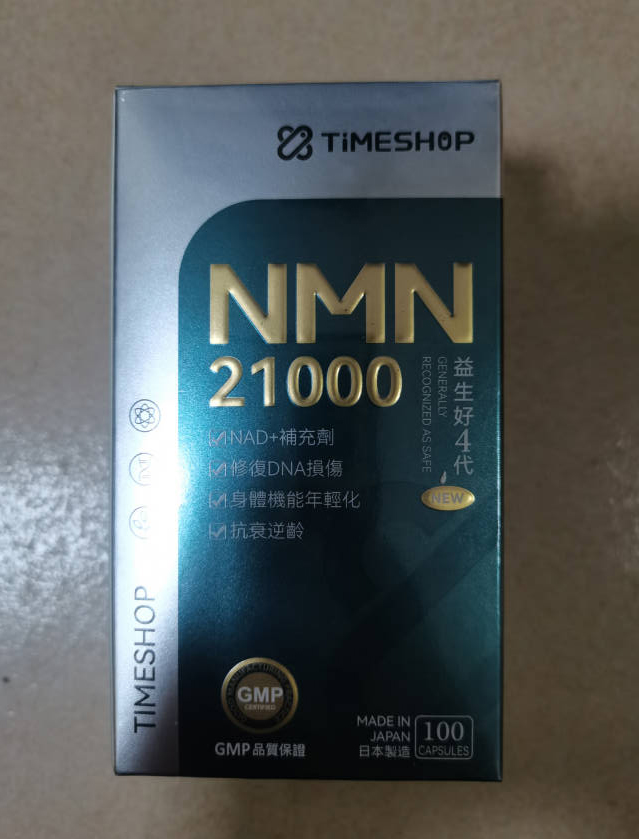 TiMESHOP
NMN
21000
益生好4代
GENERALLY
RECOGNIZED AS SAFE
NEW
NAD+補充劑
修復DNA損傷
身體機能年輕化
抗衰逆齡
TIMESHOP
GMP
CERTIFIED
GMP品質保證
MADE IN
JAPAN
日本製造
100
CAPSULES